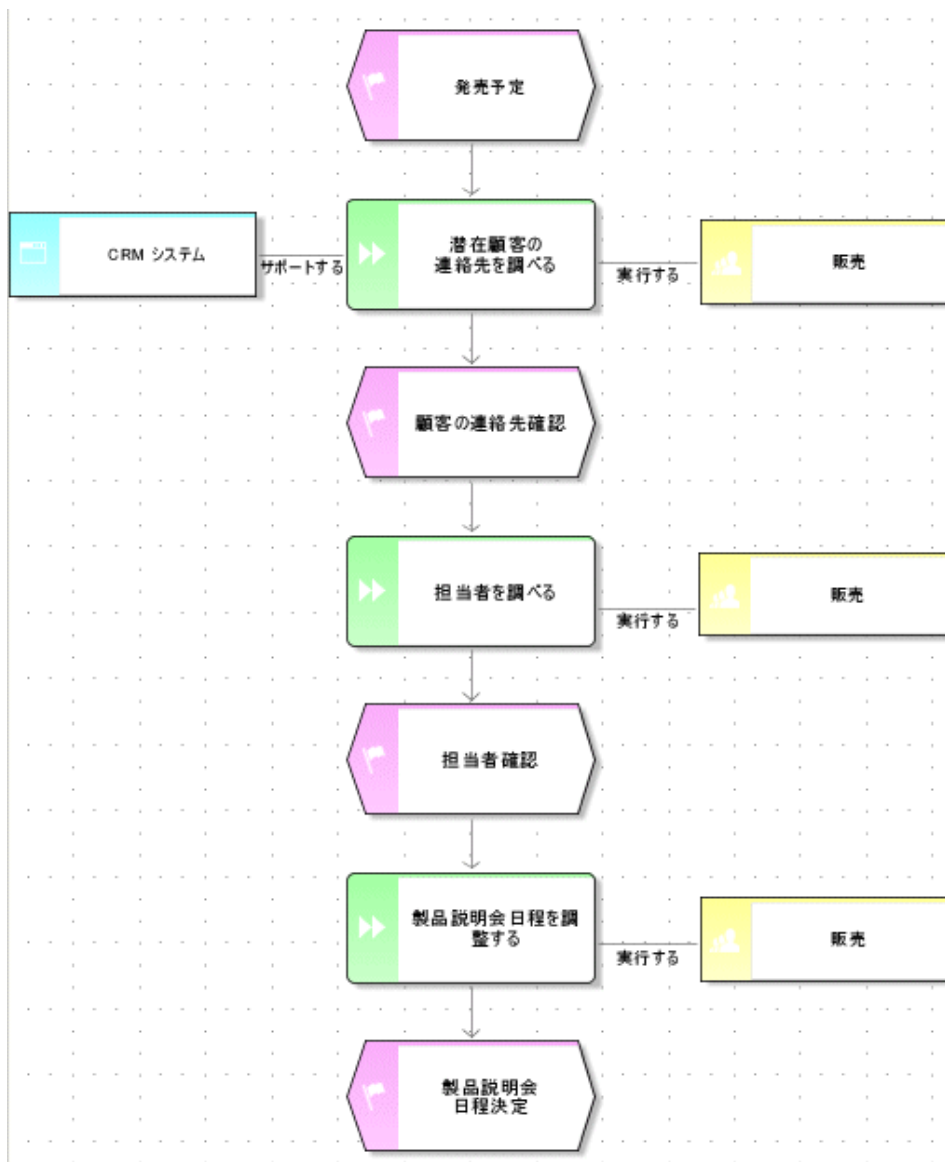 発売予定
潜在顧客の
連絡先を調べる
CRM システム
サポートする
実行する
販売
顧客の連絡先確認
担当者を調べる
実行する
販売
担当者確認
製品説明会日程を調
整する
実行する
販売
製品説明会
日程決定